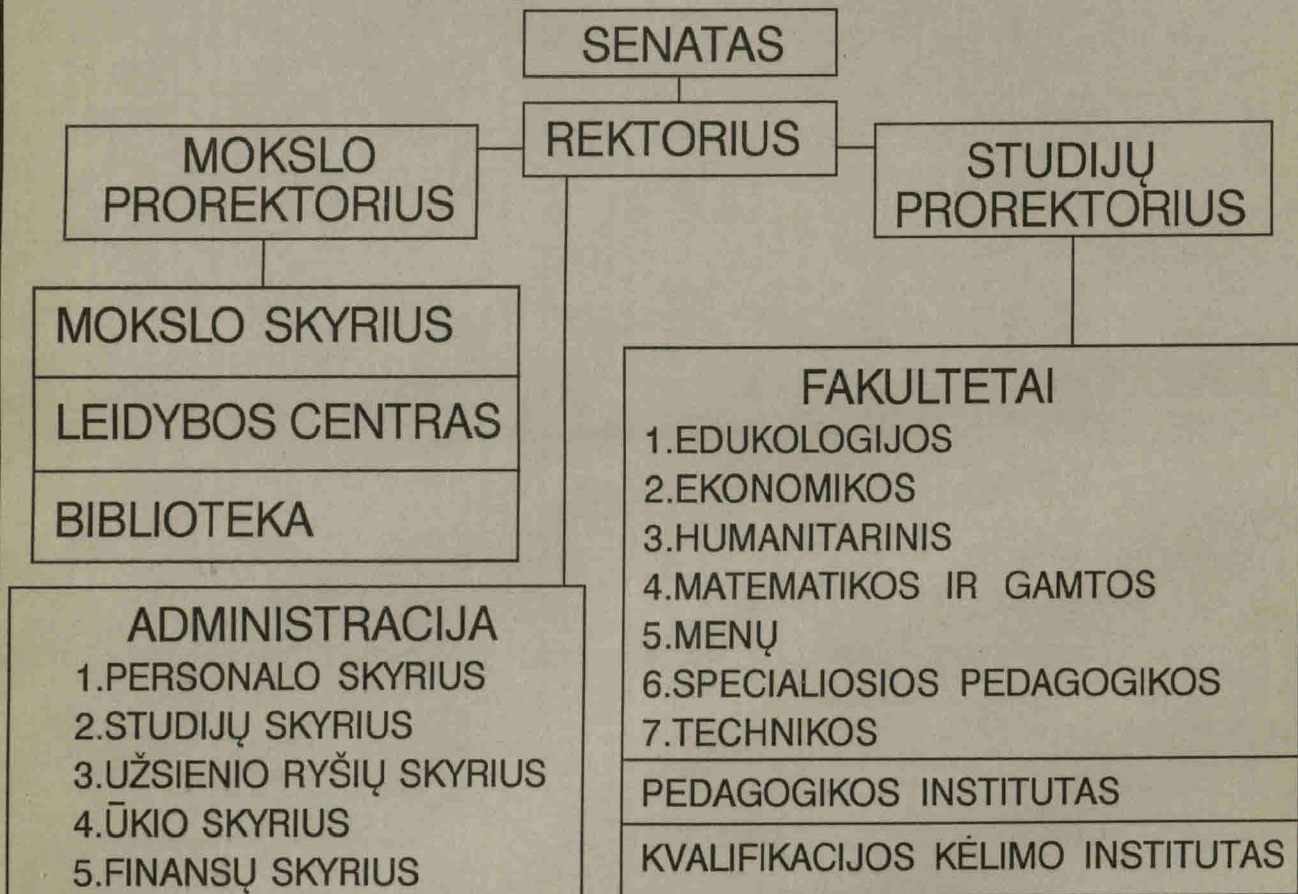 SENATAS
REKTORIUS
MOKSLO
PROREKTORIUS
STUDIJŲ
PROREKTORIUS
MOKSLO SKYRIUS
LEIDYBOS CENTRAS
BIBLIOTEKA
ADMINISTRACIJA
1.PERSONALO SKYRIUS
2.STUDIJŲ SKYRIUS
3.UŽSIENIO RYŠIŲ SKYRIUS
4.ŪKIO SKYRIUS
5.FINANSŲ SKYRIUS
FAKULTETAI
1.EDUKOLOGIJOS
2.EKONOMIKOS
3.HUMANITARINIS
4.MATEMATIKOS IR GAMTOS
5.MENŲ
6.SPECIALIOSIOS PEDAGOGIKOS
7.TECHNIKOS
PEDAGOGIKOS INSTITUTAS
KVALIFIKACIJOS KĖLIMO INSTITUTAS